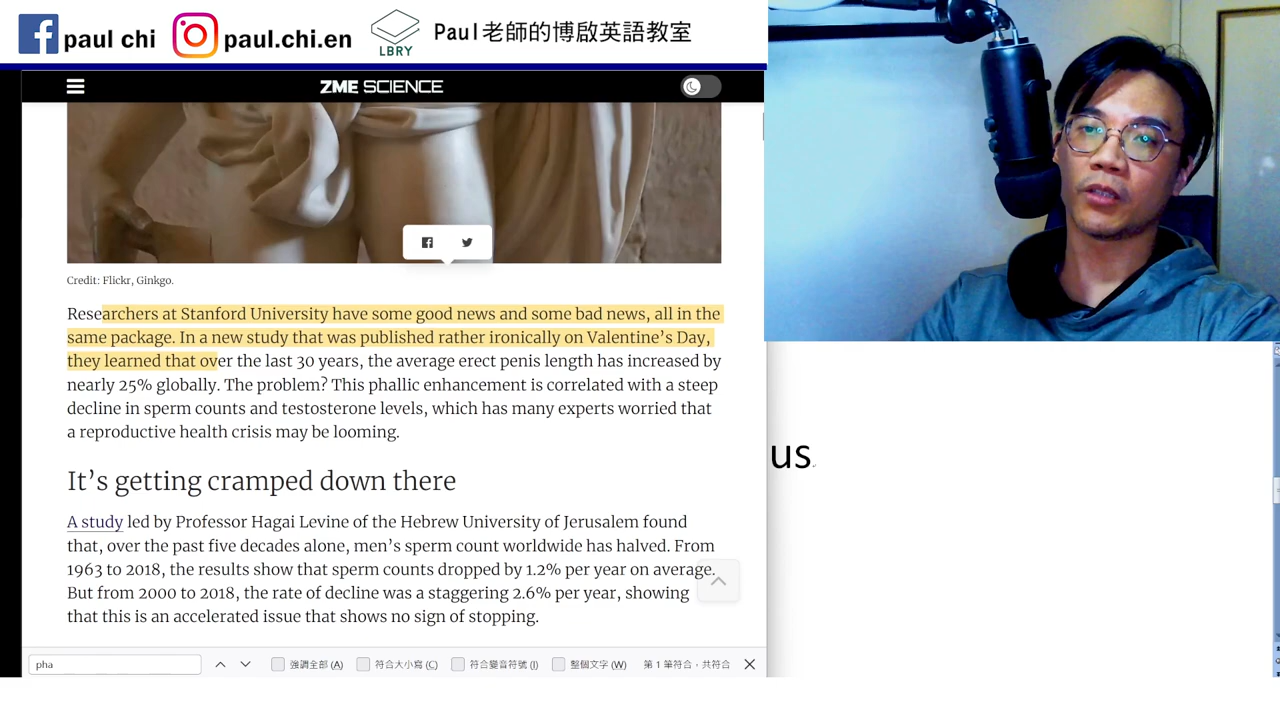 paul chi
paul.chi.en
LBRY
Paul老師的博啟英語教室
ZME SCIENCE
Credit: Flickr, Ginkgo.
Researchers at Stanford University have some good news and some bad news, all in the
same package. In a new study that was published rather ironically on Valentine’s Day,
they learned that over the last 30 years, the average erect penis length has increased by
nearly 25% globally. The problem? This phallic enhancement is correlated with a steep
decline in sperm counts and testosterone levels, which has many experts worried that
a reproductive health crisis may be looming.
It’s getting cramped down there
A study led by Professor Hagai Levine of the Hebrew University of Jerusalem found
that, over the past five decades alone, men’s sperm count worldwide has halved. From
1963 to 2018, the results show that sperm counts dropped by 1.2% per year on average.
But from 2000 to 2018, the rate of decline was a staggering 2.6% per year, showing
that this is an accelerated issue that shows no sign of stopping.
us
pha
強調全部 (A)
符合大小寫 (C)
符合變音符號 (I)
整個文字 (W)
第 1 筆符合，共符合